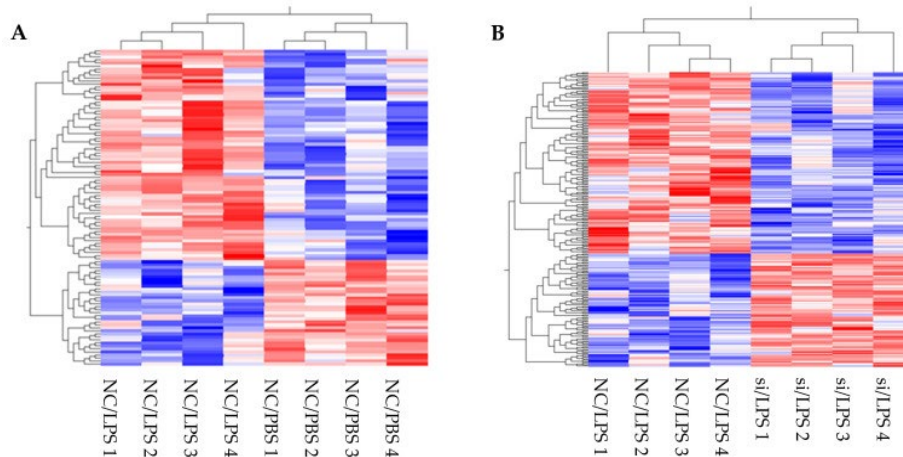 A
B
NC/LPS 1
NC/LPS 2
NC/LPS 3
NC/LPS 4
NC/PBS 1
NC/PBS 2
NC/PBS 3
NC/PBS 4
NC/LPS 1
NC/LPS 2
NC/LPS 3
NC/LPS 4
si/LPS 1
si/LPS 2
si/LPS 3
si/LPS 4